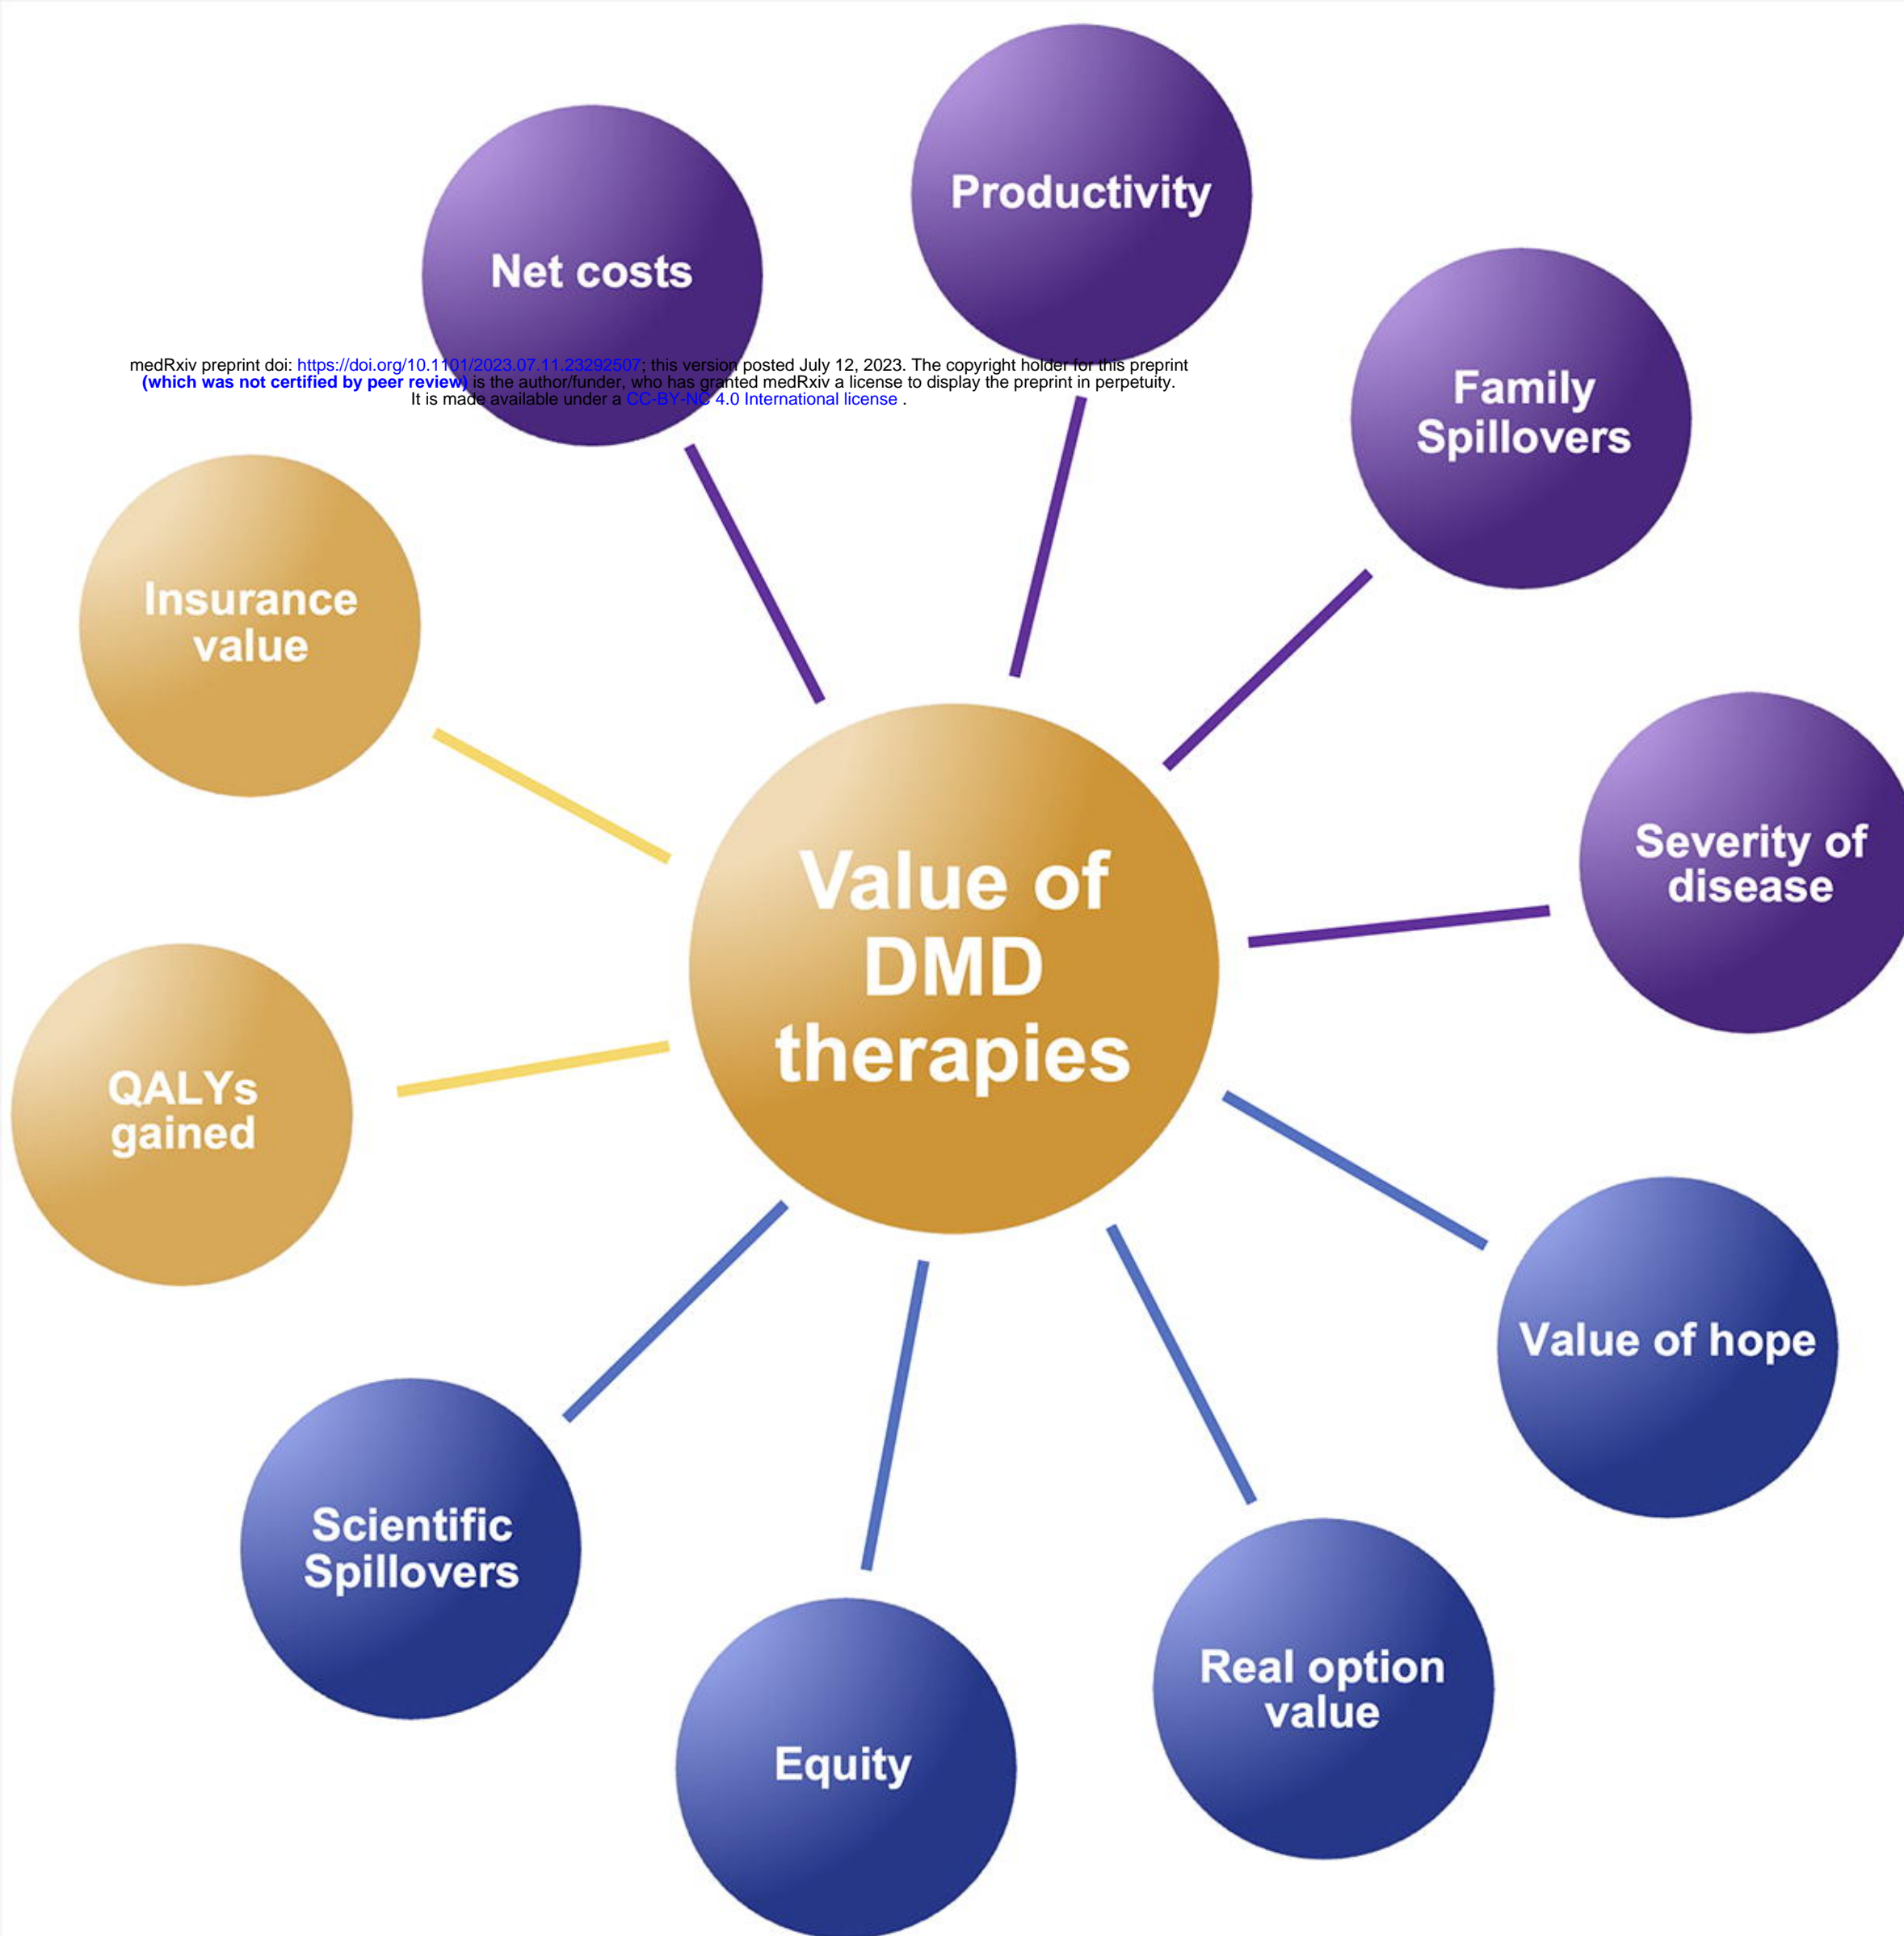 Productivity
Net costs
medRxiv preprint doi: https://doi.org/10.1101/2023.07.11.23292507; this version posted July 12, 2023. The copyright holder for this preprint
(which was not certified by peer review) is the author/funder, who has granted medRxiv a license to display the preprint in perpetuity.
It is made available under a CC-BY-NC 4.0 International license .
Family
Spillovers
Insurance
value
Severity of
disease
Value of
DMD
therapies
QALYs
gained
Value of hope
Scientific
Spillovers
Real option
value
Equity